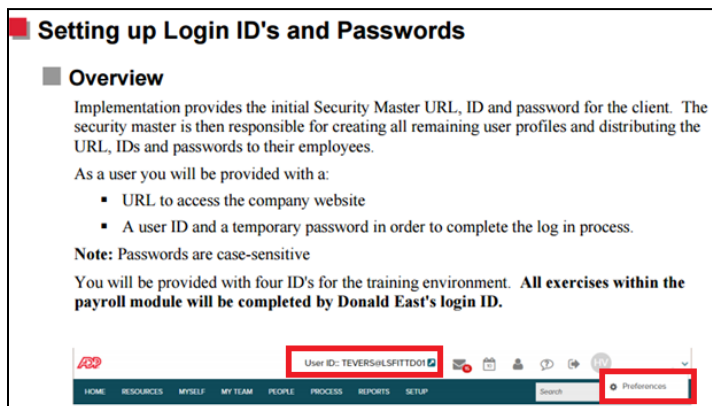 Setting up Login ID's and Passwords
Overview
Implementation provides the initial Security Master URL, ID and password for the client. The
security master is then responsible for creating all remaining user profiles and distributing the
URL, IDs and passwords to their employees.
As a user you will be provided with a:
▪ URL to access the company website
▪ A user ID and a temporary password in order to complete the log in process.
Note: Passwords are case-sensitive
You will be provided with four ID's for the training environment. All exercises within the
payroll module will be completed by Donald East's login ID.
ADP User ID:: TEVERS@LSFITTD01 HV
HOME RESOURCES MYSELF MY TEAM PEOPLE PROCESS REPORTS SETUP Search Preferences